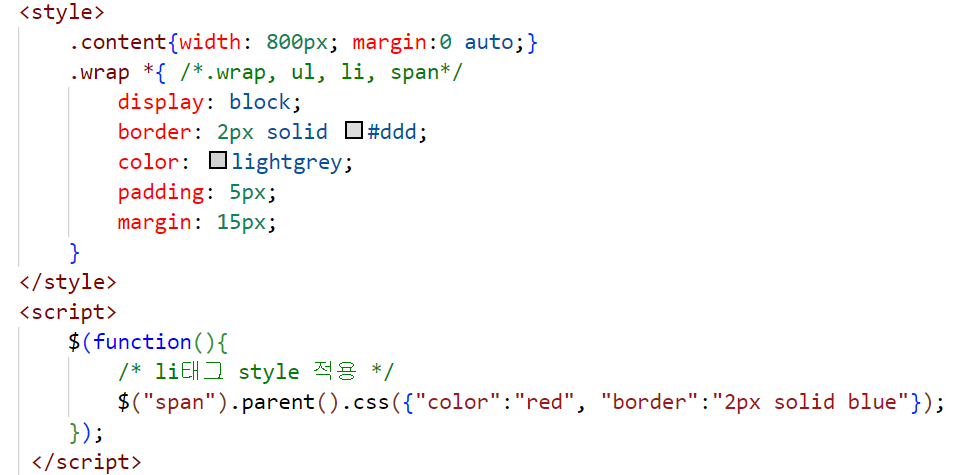 <style>
.content{width: 800px; margin:0 auto;}
.wrap *{ /*.wrap, ul, li, span*/
display: block;
border: 2px solid #ddd;
color: lightgrey;
padding: 5px;
margin: 15px;
}
</style>
<script>
$(function(){
/* li태그 style 적용 */
$("span").parent().css({"color":"red", "border":"2px solid blue"});
});
</script>